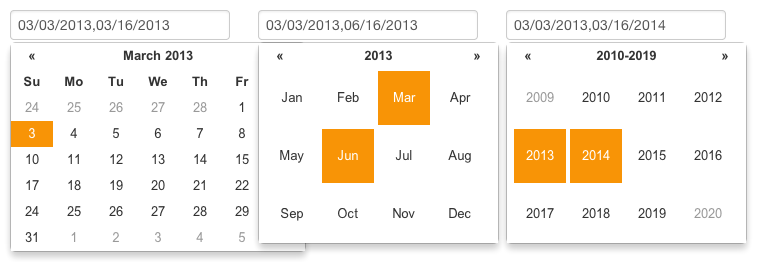 03/03/2013,03/16/2013
« March 2013
Su Mo Tu We Th Fr
24 25 26 27 28 1
3 4 5 6 7 8
10 11 12 13 14 15
17 18 19 20 21 22
24 25 26 27 28 29
31 1 2 3 4 5
03/03/2013,06/16/2013
« 2013 »
Jan Feb Mar Apr
May Jun Jul Aug
Sep Oct Nov Dec
03/03/2013,03/16/2014
« 2010-2019 »
2009 2010 2011 2012
2013 2014 2015 2016
2017 2018 2019 2020